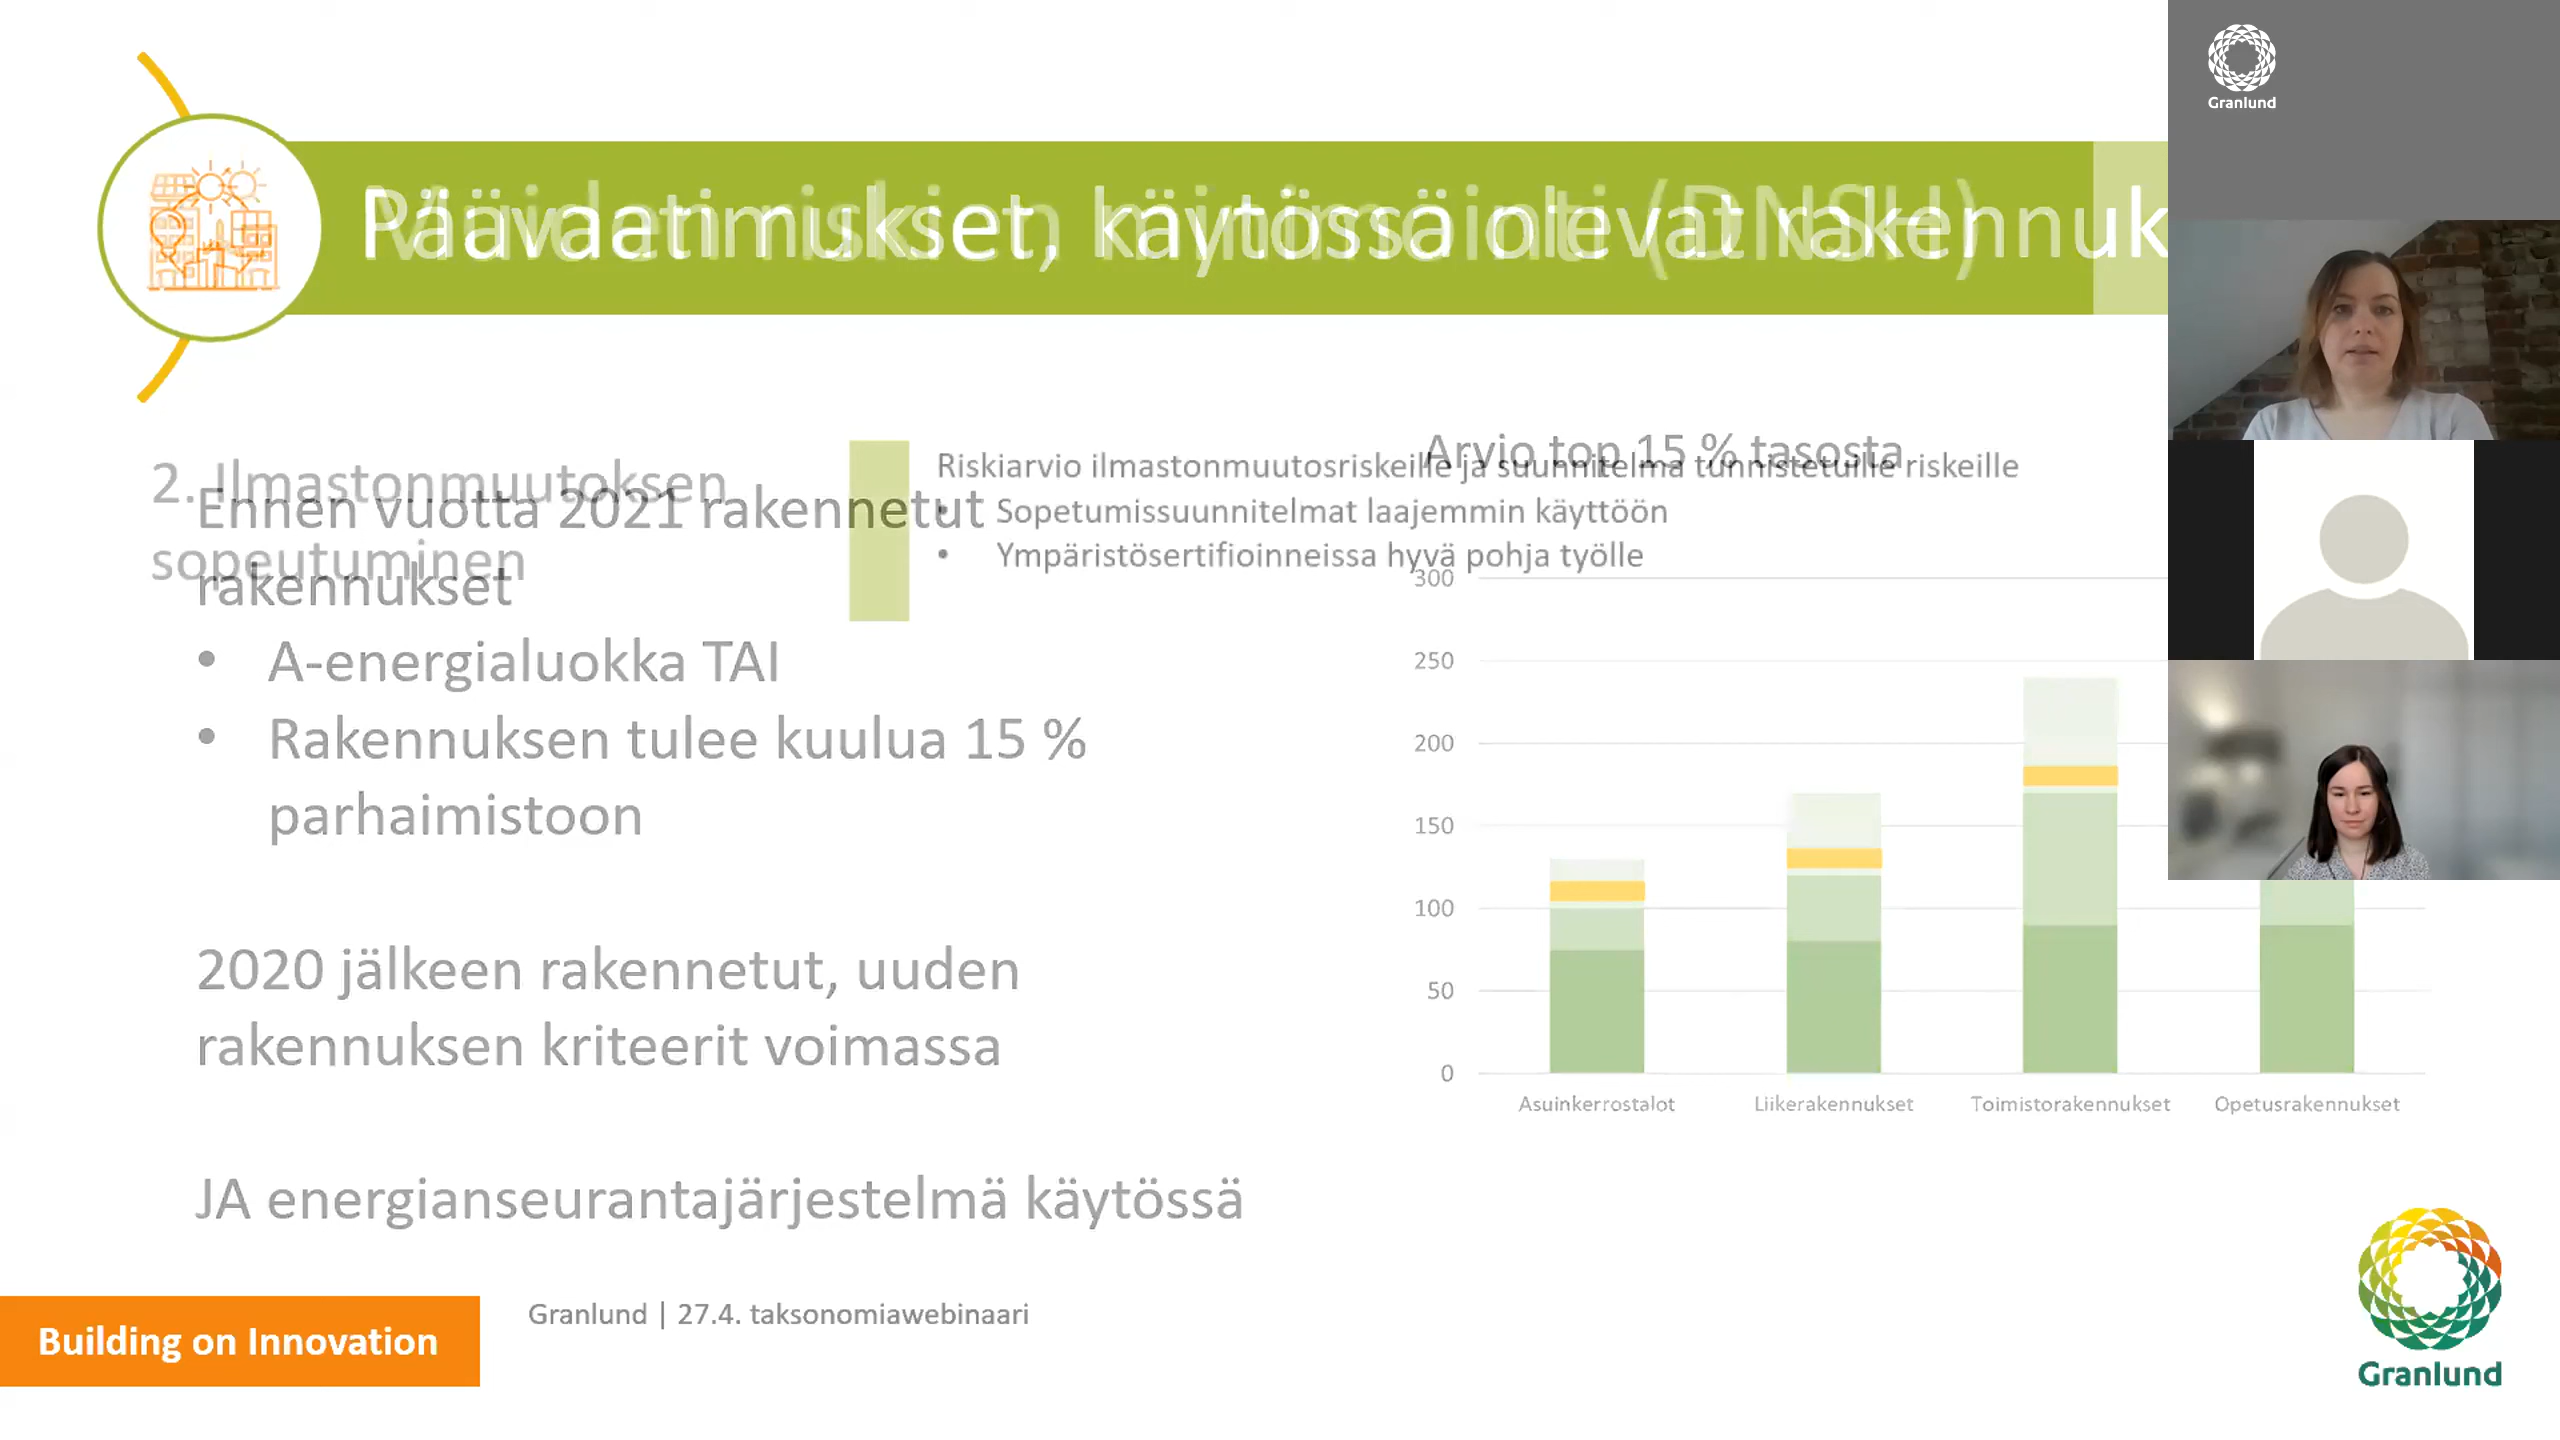 Granlund
Päävaatimukset, käytössä olevat rakennuk
(DNSH)
2. Ilmastonmuutoksen
sopeutuminen
Ennen vuotta 2021 rakennetut
rakennukset
• A-energialuokka TAI
• Rakennuksen tulee kuulua 15 %
parhaimistoon
2020 jälkeen rakennetut, uuden
rakennuksen kriteerit voimassa
JA energianseurantajärjestelmä käytössä
Riskiarvio ilmastonmuutosriskeille ja suunnitelma tunnistetuille riskeille
• Sopetumissuunnitelmat laajemmin käyttöön
• Ympäristösertifioinneissa hyvä pohja työlle
Arvio top 15 % tasosta
300
250
200
150
100
50
0
Asuinkerrostalot Liikerakennukset Toimistorakennukset Opetusrakennukset
Building on Innovation
Granlund | 27.4. taksonomiawebinaari
Granlund